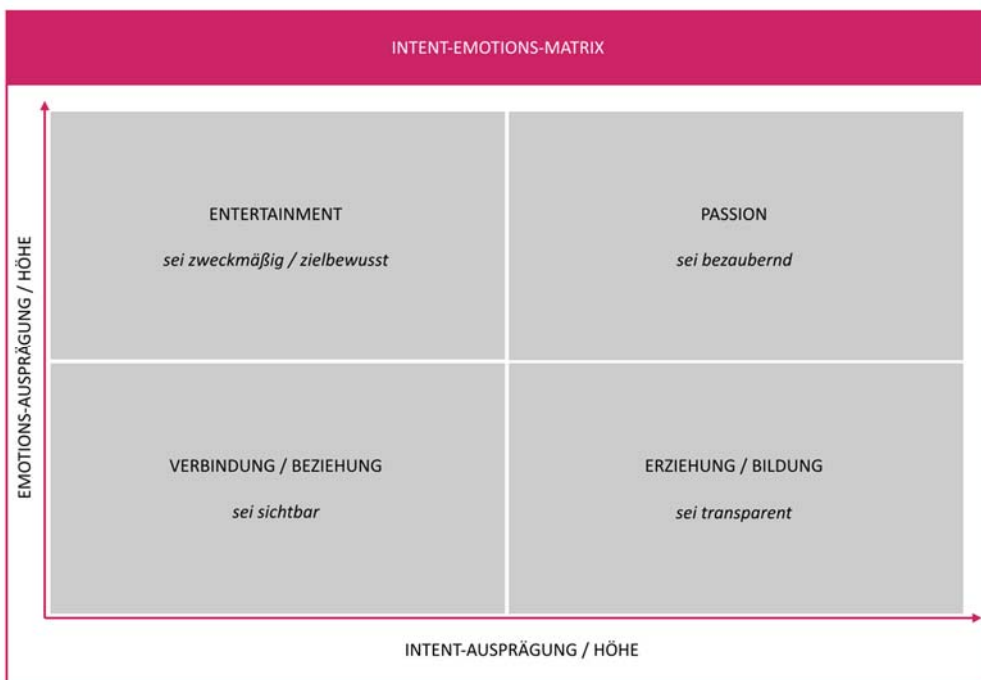 INTENT-EMOTIONS-MATRIX
EMOTIONS-AUSPRÄGUNG / HÖHE
ENTERTAINMENT
sei zweckmäßig / zielbewusst
PASSION
sei bezaubernd
VERBINDUNG / BEZIEHUNG
sei sichtbar
ERZIEHUNG / BILDUNG
sei transparent
INTENT-AUSPRÄGUNG / HÖHE